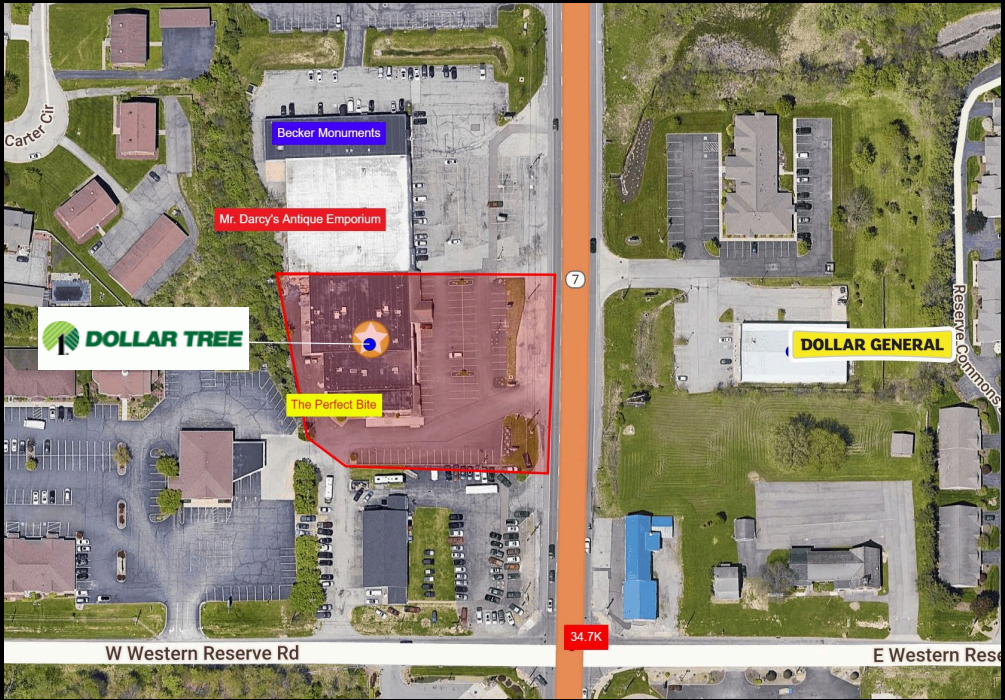 Carter Cir
Becker Monuments
Mr. Darcy's Antique Emporium
7
DOLLAR TREE
Reserve Commons
DOLLAR GENERAL
The Perfect Bite
34.7K
W Western Reserve Rd
E Western Rese